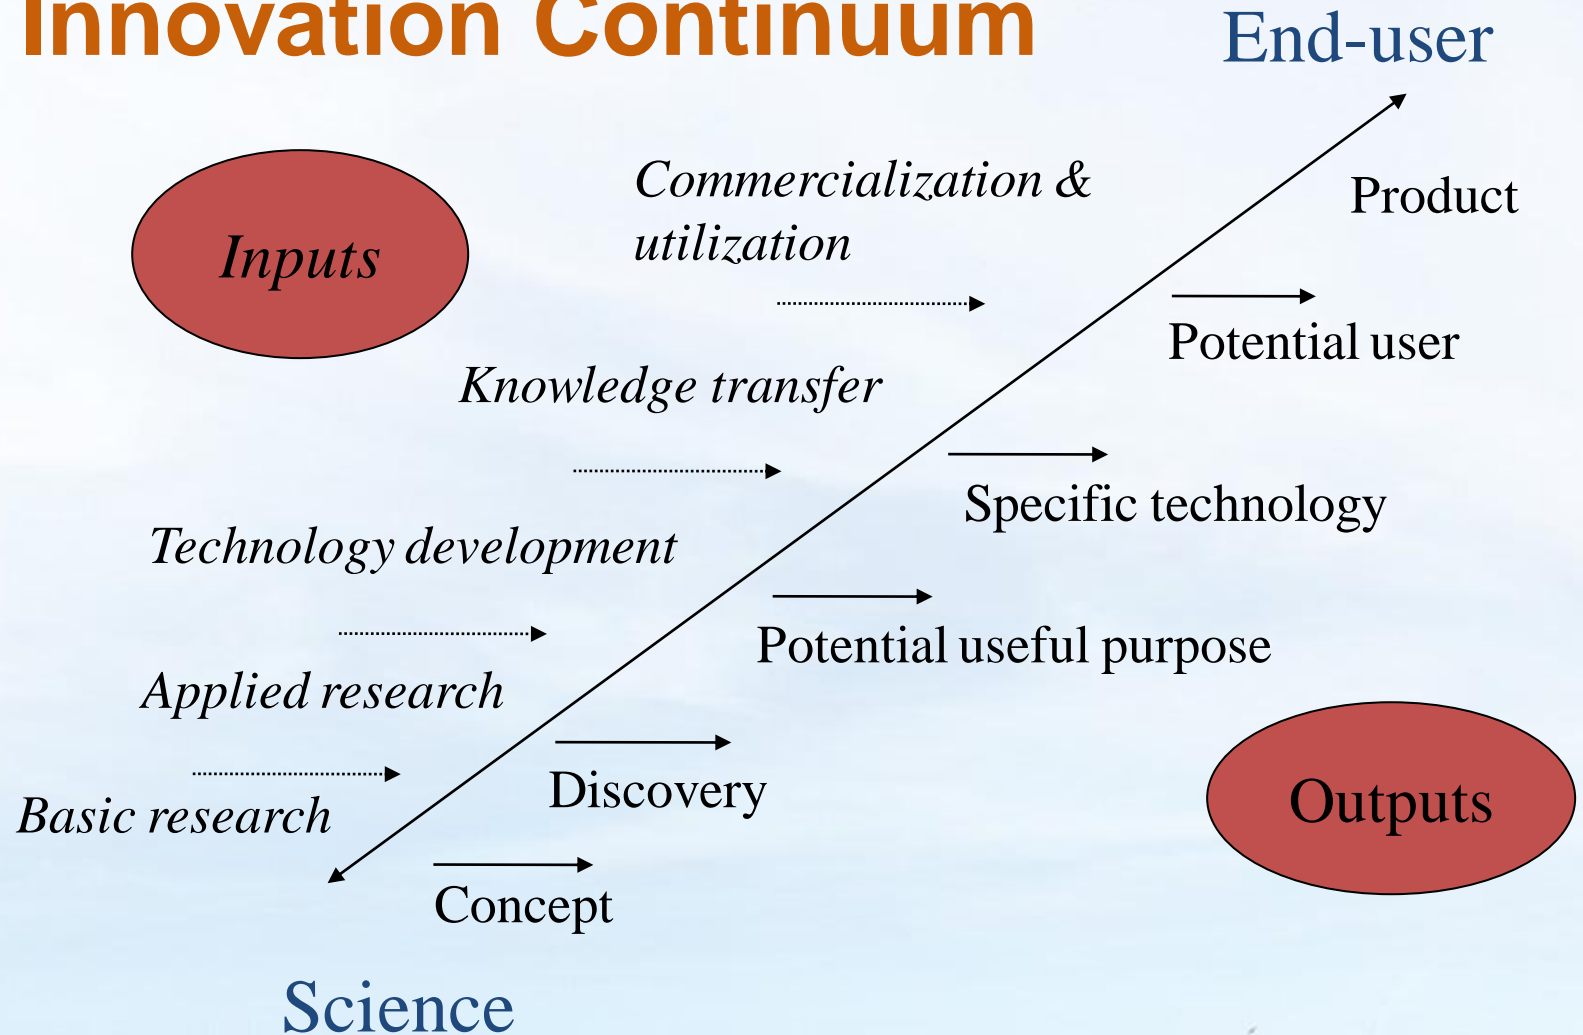 Innovation Continuum
End-user
Commercialization &
utilization
Product
Inputs
Potential user
Knowledge transfer
Specific technology
Technology development
Potential useful purpose
Applied research
Discovery
Outputs
Basic research
Concept
Science